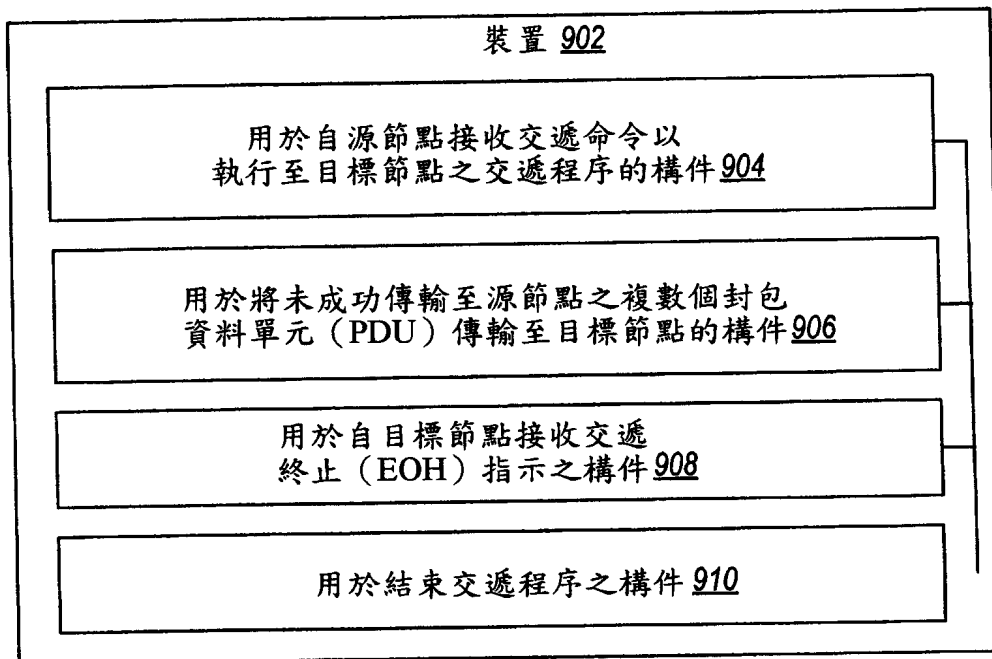 裝置 902
用於自源節點接收交遞命令以
執行至目標節點之交遞程序的構件 904
用於將未成功傳輸至源節點之複數個封包
資料單元（PDU）傳輸至目標節點的構件 906
用於自目標節點接收交遞
終止（EOH）指示之構件 908
用於結束交遞程序之構件 910